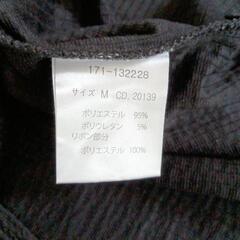 171-132228
サイズ M CD. 20139
ポリエステル 95%
ポリウレタン 5%
リボン部分
ポリエステル 100%